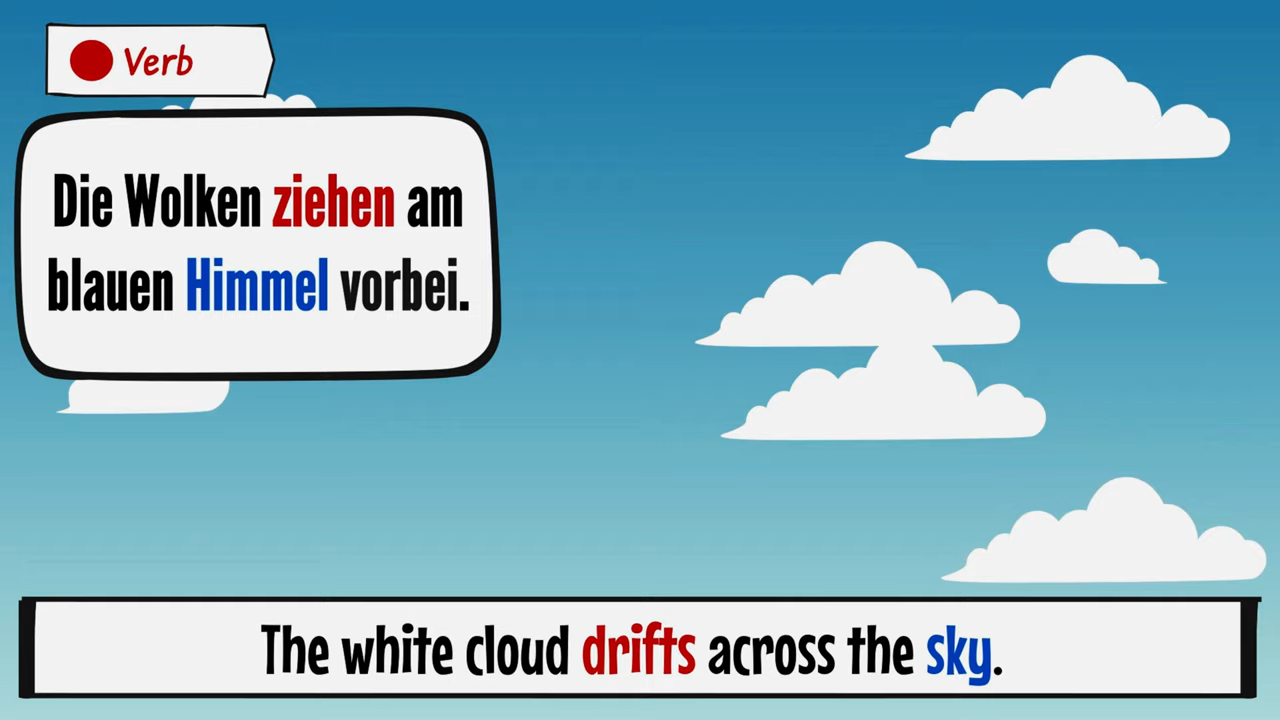 Verb
Die Wolken ziehen am
blauen Himmel vorbei.
The white cloud drifts across the sky.